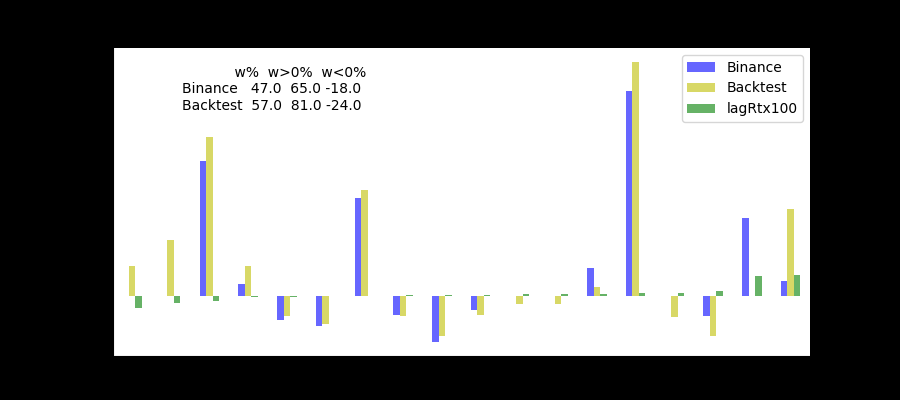 w%  w>0%  w<0%
Binance   47.0  65.0 -18.0
Backtest  57.0  81.0 -24.0
Binance
Backtest
lagRtx100